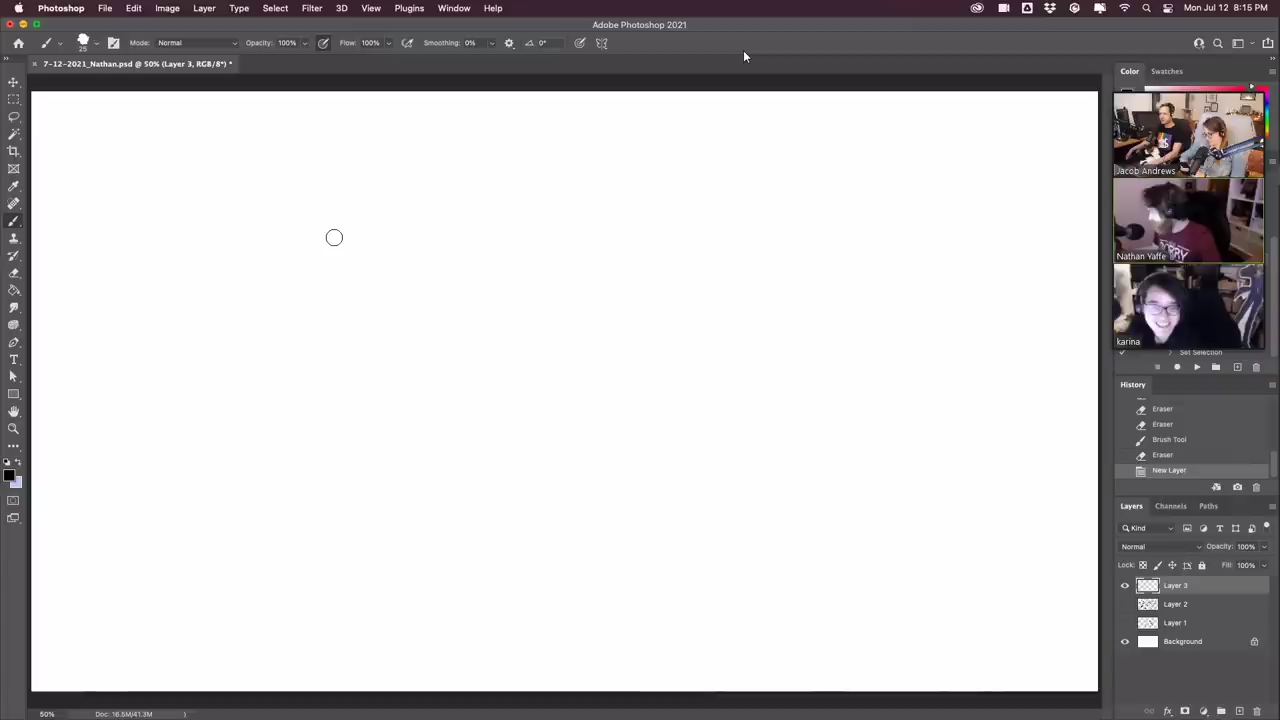 Photoshop File Edit Image Layer Type Select Filter 3D View Plugins Window Help Mon Jul 12 8:15 PM
Adobe Photoshop 2021
25 Mode: Normal Opacity: 100% Flow: 100% Smoothing: 0% 0°
7-12-2021_Nathan.psd @ 50% (Layer 3, RGB/8*) *
Color Swatches
Jacob Andrews
Nathan Yaffe
karina
Set Selection
History
Eraser
Eraser
Brush Tool
Eraser
New Layer
Layers Channels Paths
Kind
Normal Opacity: 100%
Lock: Fill: 100%
Layer 3
Layer 2
Layer 1
Background
50% Doc: 16.5M/41.3M